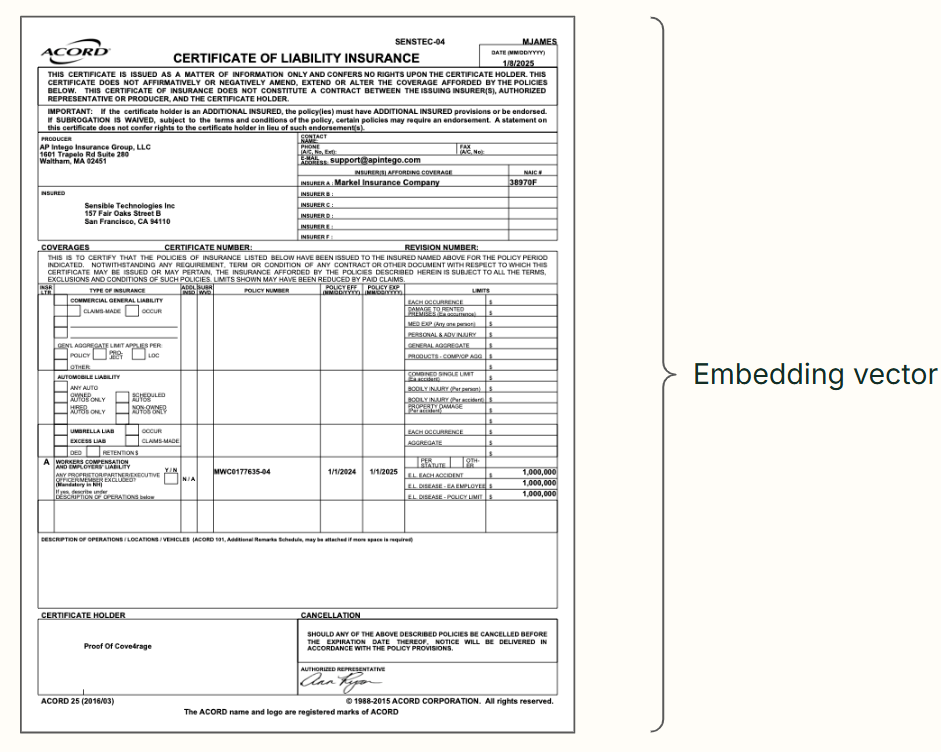 SENSTEC-04
MJAMES
ACORD
CERTIFICATE OF LIABILITY INSURANCE
DATE (MM/DD/YYYY)
1/8/2025
THIS CERTIFICATE IS ISSUED AS A MATTER OF INFORMATION ONLY AND CONFERS NO RIGHTS UPON THE CERTIFICATE HOLDER. THIS
CERTIFICATE DOES NOT AFFIRMATIVELY OR NEGATIVELY AMEND, EXTEND OR ALTER THE COVERAGE AFFORDED BY THE POLICIES
BELOW. THIS CERTIFICATE OF INSURANCE DOES NOT CONSTITUTE A CONTRACT BETWEEN THE ISSUING INSURER(S), AUTHORIZED
REPRESENTATIVE OR PRODUCER, AND THE CERTIFICATE HOLDER.
IMPORTANT: If the certificate holder is an ADDITIONAL INSURED, the policy(ies) must have ADDITIONAL INSURED provisions or be endorsed.
If SUBROGATION IS WAIVED, subject to the terms and conditions of the policy, certain policies may require an endorsement. A statement on
this certificate does not confer rights to the certificate holder in lieu of such endorsement(s).
PRODUCER
AP Intego Insurance Group, LLC
1601 Trapelo Rd Suite 280
Waltham, MA 02451
CONTACT
NAME:
PHONE
(A/C, No, Ext):
FAX
(A/C, No):
E-MAIL
ADDRESS: support@apintego.com
INSURER(S) AFFORDING COVERAGE
NAIC #
INSURER A : Markel Insurance Company
38970F
INSURED
Sensible Technologies Inc
157 Fair Oaks Street B
San Francisco, CA 94110
INSURER B :
INSURER C :
INSURER D :
INSURER E :
INSURER F :
COVERAGES
CERTIFICATE NUMBER:
REVISION NUMBER:
THIS IS TO CERTIFY THAT THE POLICIES OF INSURANCE LISTED BELOW HAVE BEEN ISSUED TO THE INSURED NAMED ABOVE FOR THE POLICY PERIOD
INDICATED. NOTWITHSTANDING ANY REQUIREMENT, TERM OR CONDITION OF ANY CONTRACT OR OTHER DOCUMENT WITH RESPECT TO WHICH THIS
CERTIFICATE MAY BE ISSUED OR MAY PERTAIN, THE INSURANCE AFFORDED BY THE POLICIES DESCRIBED HEREIN IS SUBJECT TO ALL THE TERMS,
EXCLUSIONS AND CONDITIONS OF SUCH POLICIES. LIMITS SHOWN MAY HAVE BEEN REDUCED BY PAID CLAIMS.
INSR
LTR
TYPE OF INSURANCE
ADDL
INSD
SUBR
WVD
POLICY NUMBER
POLICY EFF
(MM/DD/YYYY)
POLICY EXP
(MM/DD/YYYY)
LIMITS
COMMERCIAL GENERAL LIABILITY
CLAIMS-MADE
OCCUR
GEN'L AGGREGATE LIMIT APPLIES PER:
POLICY
PRO-
JECT
LOC
OTHER:
EACH OCCURRENCE $
DAMAGE TO RENTED
PREMISES (Ea occurrence) $
MED EXP (Any one person) $
PERSONAL & ADV INJURY $
GENERAL AGGREGATE $
PRODUCTS - COMP/OP AGG $
$
AUTOMOBILE LIABILITY
ANY AUTO
OWNED
AUTOS ONLY
SCHEDULED
AUTOS
HIRED
AUTOS ONLY
NON-OWNED
AUTOS ONLY
COMBINED SINGLE LIMIT
(Ea accident) $
BODILY INJURY (Per person) $
BODILY INJURY (Per accident) $
PROPERTY DAMAGE
(Per accident) $
$
UMBRELLA LIAB
OCCUR
EXCESS LIAB
CLAIMS-MADE
DED
RETENTION $
EACH OCCURRENCE $
AGGREGATE $
$
A
WORKERS COMPENSATION
AND EMPLOYERS' LIABILITY
Y / N
ANY PROPRIETOR/PARTNER/EXECUTIVE
OFFICER/MEMBER EXCLUDED?
(Mandatory in NH)
If yes, describe under
DESCRIPTION OF OPERATIONS below
N / A
MWC0177635-04
1/1/2024
1/1/2025
PER
STATUTE
OTH-
ER
E.L. EACH ACCIDENT $ 1,000,000
E.L. DISEASE - EA EMPLOYEE $ 1,000,000
E.L. DISEASE - POLICY LIMIT $ 1,000,000
DESCRIPTION OF OPERATIONS / LOCATIONS / VEHICLES (ACORD 101, Additional Remarks Schedule, may be attached if more space is required)
CERTIFICATE HOLDER
CANCELLATION
Proof Of Cove4rage
SHOULD ANY OF THE ABOVE DESCRIBED POLICIES BE CANCELLED BEFORE
THE EXPIRATION DATE THEREOF, NOTICE WILL BE DELIVERED IN
ACCORDANCE WITH THE POLICY PROVISIONS.
AUTHORIZED REPRESENTATIVE
ACORD 25 (2016/03)
© 1988-2015 ACORD CORPORATION. All rights reserved.
The ACORD name and logo are registered marks of ACORD
Embedding vector